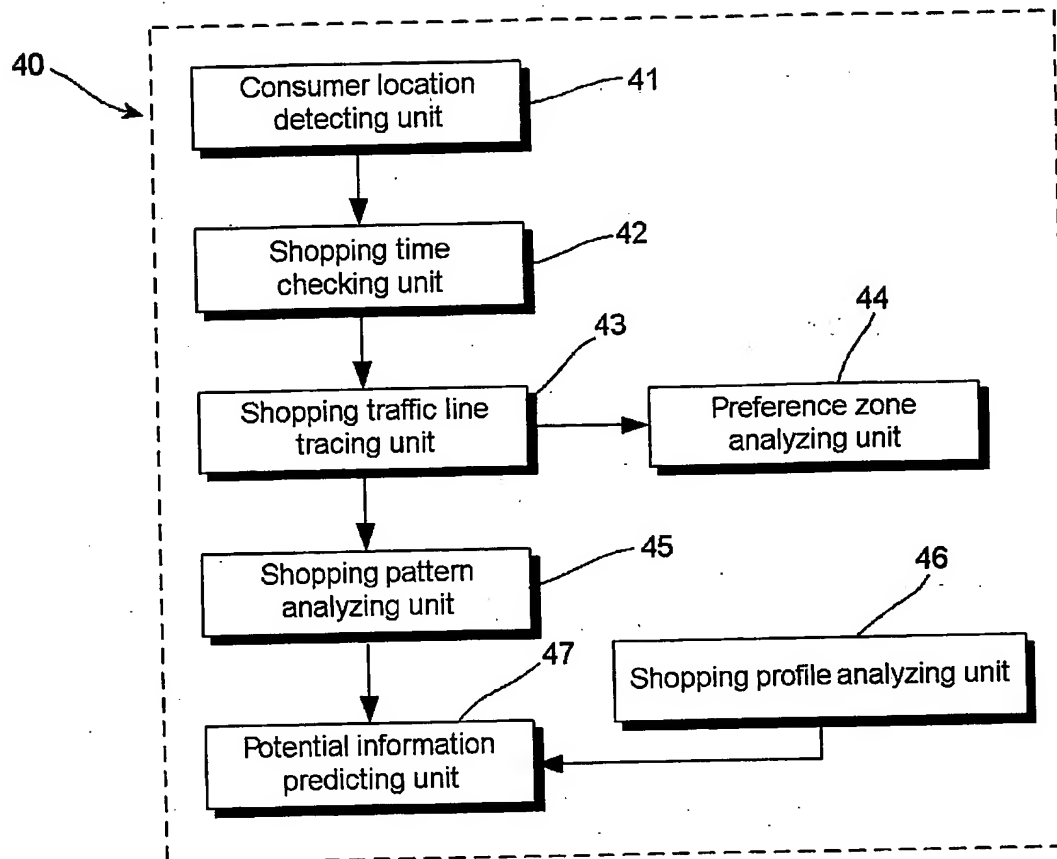 40
Consumer location
detecting unit
41
Shopping time
checking unit
42
Shopping traffic line
tracing unit
43
Preference zone
analyzing unit
44
Shopping pattern
analyzing unit
45
Shopping profile analyzing unit
46
Potential information
predicting unit
47